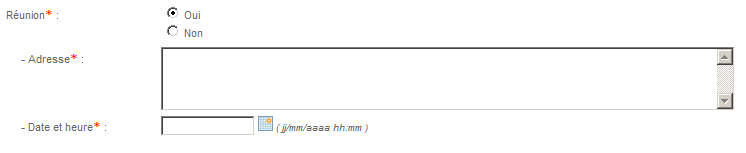 Réunion* : Oui
Non
- Adresse* :
- Date et heure* : ( jj/mm/aaaa hh:mm )